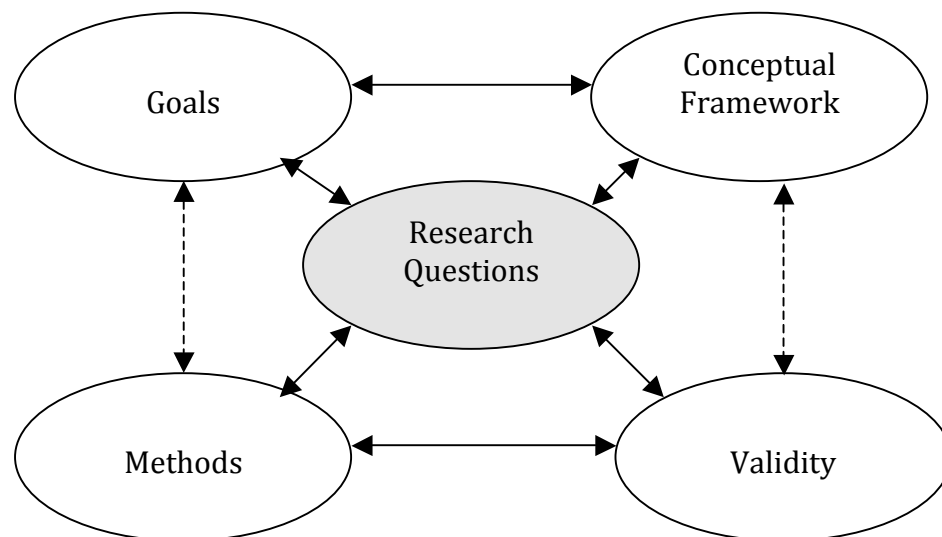 Goals
Conceptual
Framework
Research
Questions
Methods
Validity